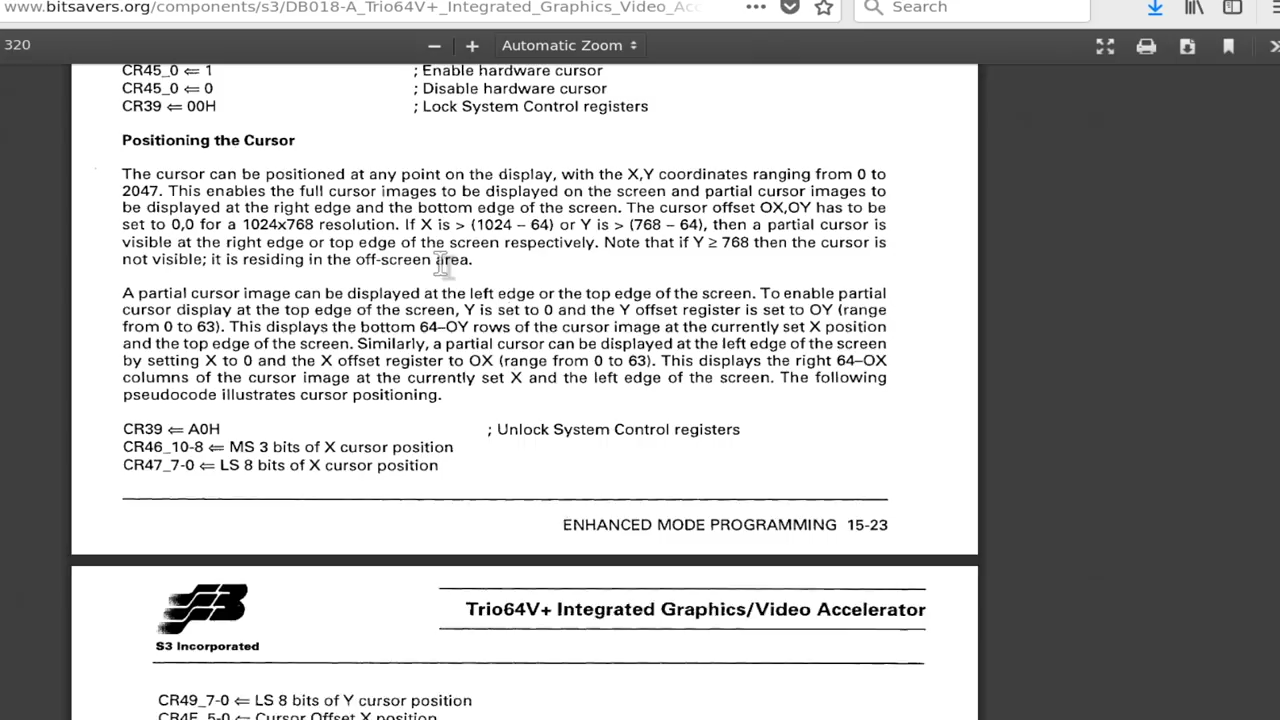 www.bitsavers.org/components/s3/DB018-A_Trio64V+_Integrated_Graphics_Video_Acc
Search
320
Automatic Zoom
CR45_0 ⇐ 1 ; Enable hardware cursor
CR45_0 ⇐ 0 ; Disable hardware cursor
CR39 ⇐ 00H ; Lock System Control registers
Positioning the Cursor
The cursor can be positioned at any point on the display, with the X,Y coordinates ranging from 0 to
2047. This enables the full cursor images to be displayed on the screen and partial cursor images to
be displayed at the right edge and the bottom edge of the screen. The cursor offset OX,OY has to be
set to 0,0 for a 1024x768 resolution. If X is > (1024 – 64) or Y is > (768 – 64), then a partial cursor is
visible at the right edge or top edge of the screen respectively. Note that if Y ≥ 768 then the cursor is
not visible; it is residing in the off-screen area.
A partial cursor image can be displayed at the left edge or the top edge of the screen. To enable partial
cursor display at the top edge of the screen, Y is set to 0 and the Y offset register is set to OY (range
from 0 to 63). This displays the bottom 64–OY rows of the cursor image at the currently set X position
and the top edge of the screen. Similarly, a partial cursor can be displayed at the left edge of the screen
by setting X to 0 and the X offset register to OX (range from 0 to 63). This displays the right 64–OX
columns of the cursor image at the currently set X and the left edge of the screen. The following
pseudocode illustrates cursor positioning.
CR39 ⇐ A0H ; Unlock System Control registers
CR46_10-8 ⇐ MS 3 bits of X cursor position
CR47_7-0 ⇐ LS 8 bits of X cursor position
ENHANCED MODE PROGRAMMING 15-23
S3
Trio64V+ Integrated Graphics/Video Accelerator
S3 Incorporated
CR49_7-0 ⇐ LS 8 bits of Y cursor position
CR4E_5-0 ⇐ Cursor Offset X position